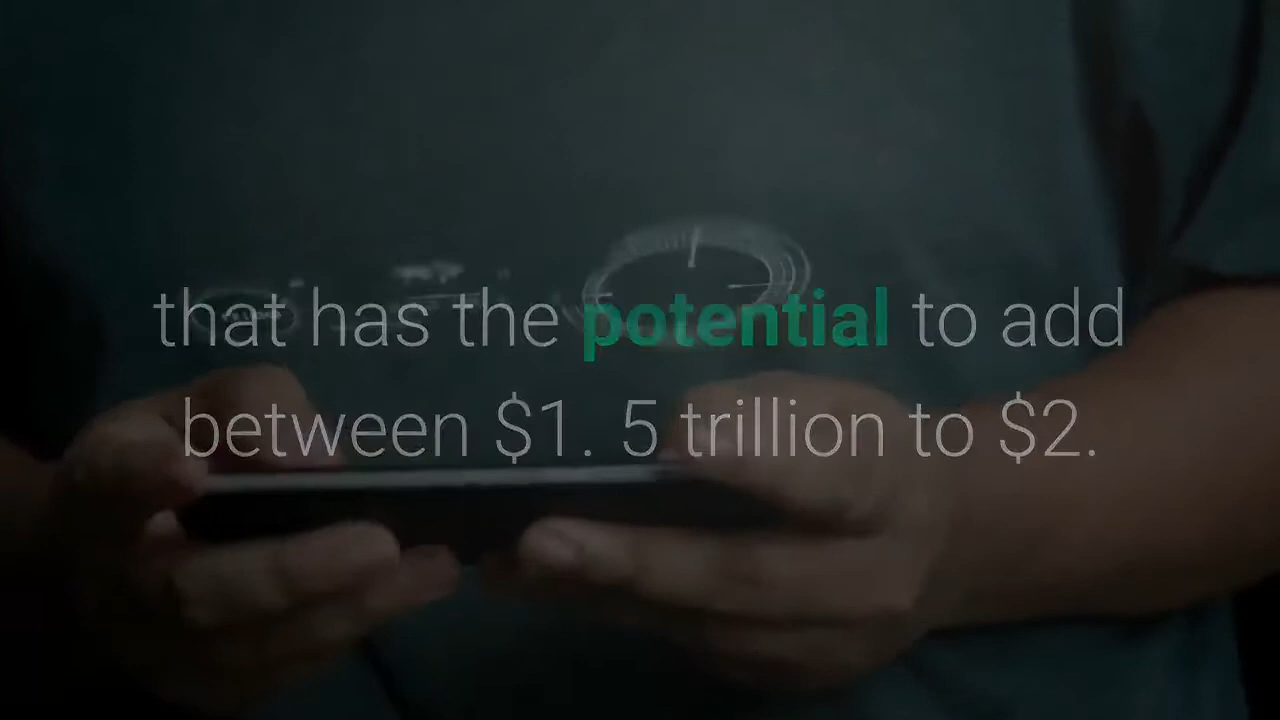 that has the potential to add
between $1. 5 trillion to $2.